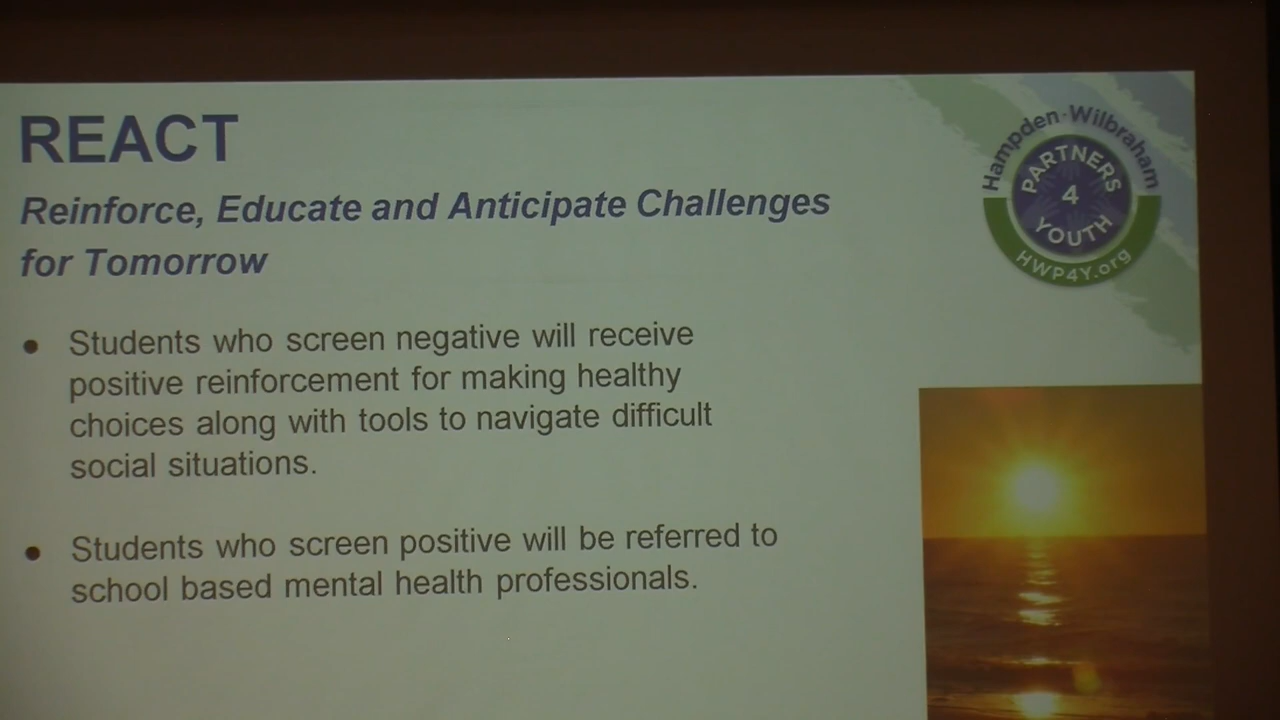 REACT
Reinforce, Educate and Anticipate Challenges
for Tomorrow
● Students who screen negative will receive
positive reinforcement for making healthy
choices along with tools to navigate difficult
social situations.
● Students who screen positive will be referred to
school based mental health professionals.
Hampden-Wilbraham
PARTNERS
4
YOUTH
HWP4Y.org